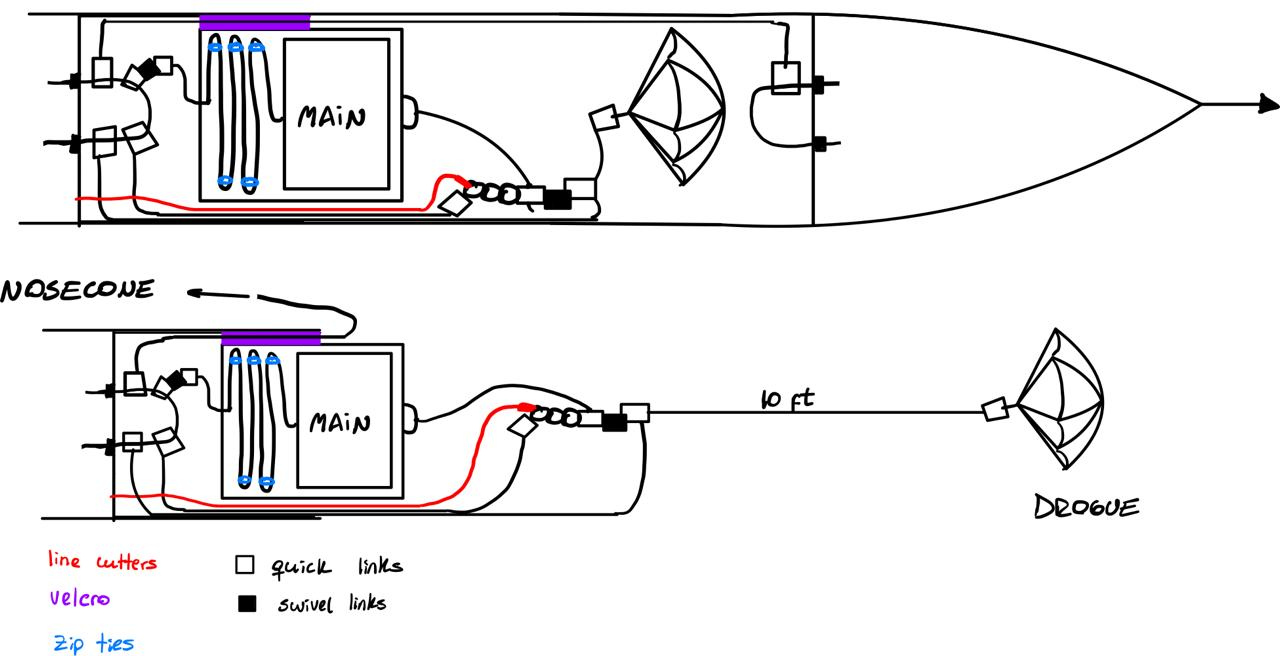 MAIN
NOSECONE
MAIN
10 ft
DROGUE
line cutters
velcro
zip ties
quick links
swivel links